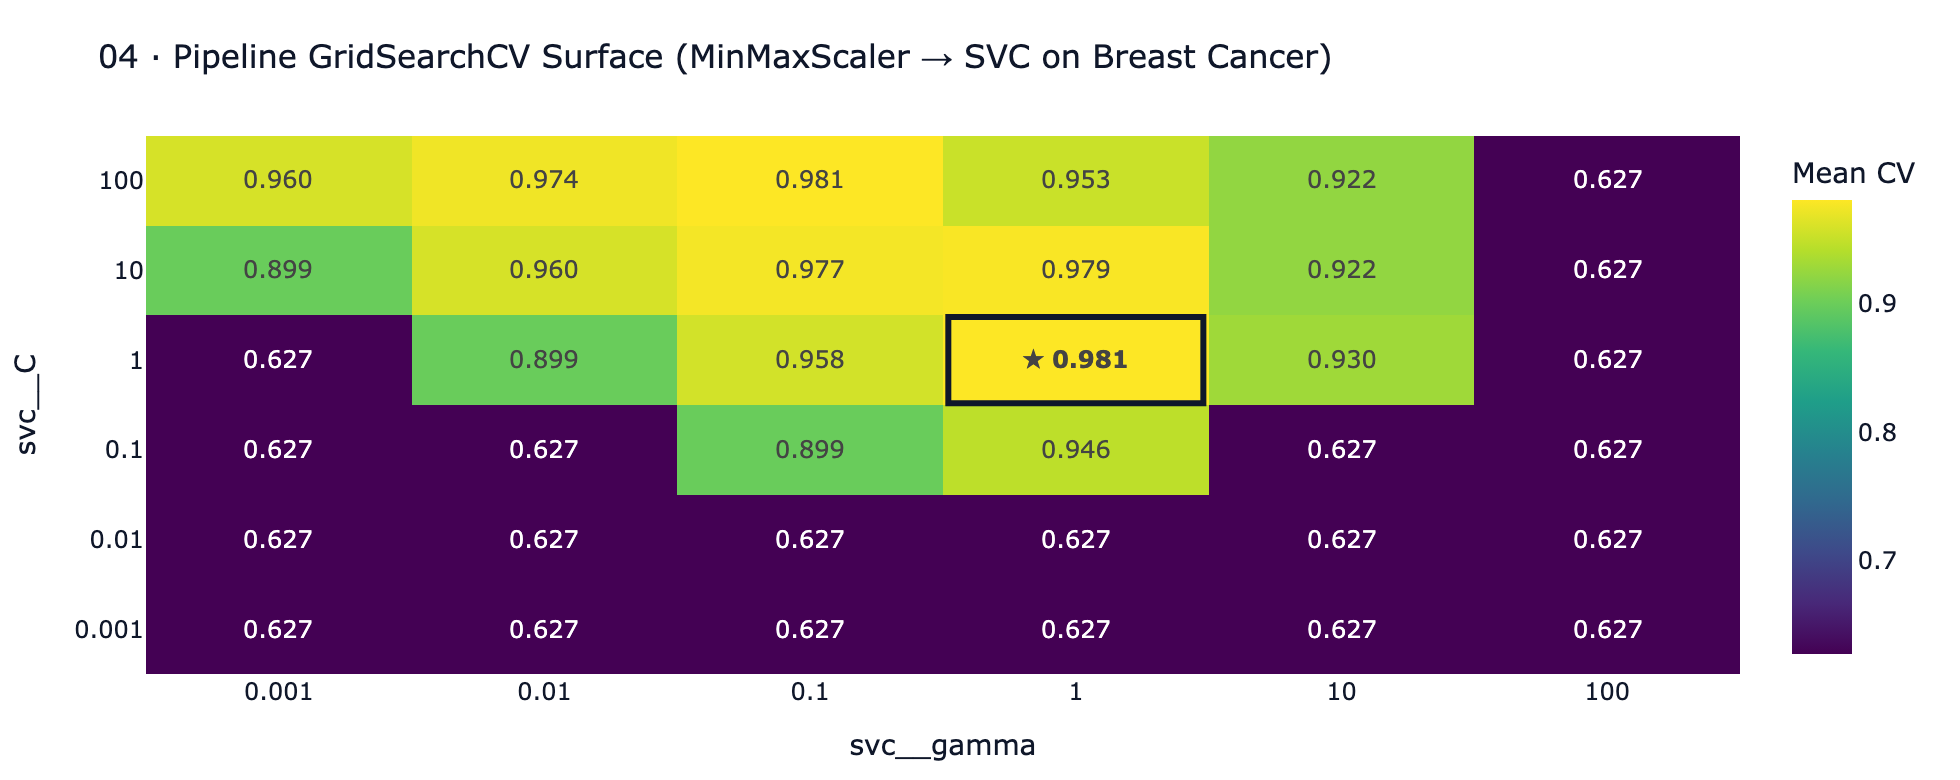 04 · Pipeline GridSearchCV Surface (MinMaxScaler → SVC on Breast Cancer)
Mean CV
100 0.960 0.974 0.981 0.953 0.922 0.627
10 0.899 0.960 0.977 0.979 0.922 0.627
1 0.627 0.899 0.958 ★ 0.981 0.930 0.627
0.1 0.627 0.627 0.899 0.946 0.627 0.627
0.01 0.627 0.627 0.627 0.627 0.627 0.627
0.001 0.627 0.627 0.627 0.627 0.627 0.627
0.001 0.01 0.1 1 10 100
svc__gamma
svc__C
0.9
0.8
0.7